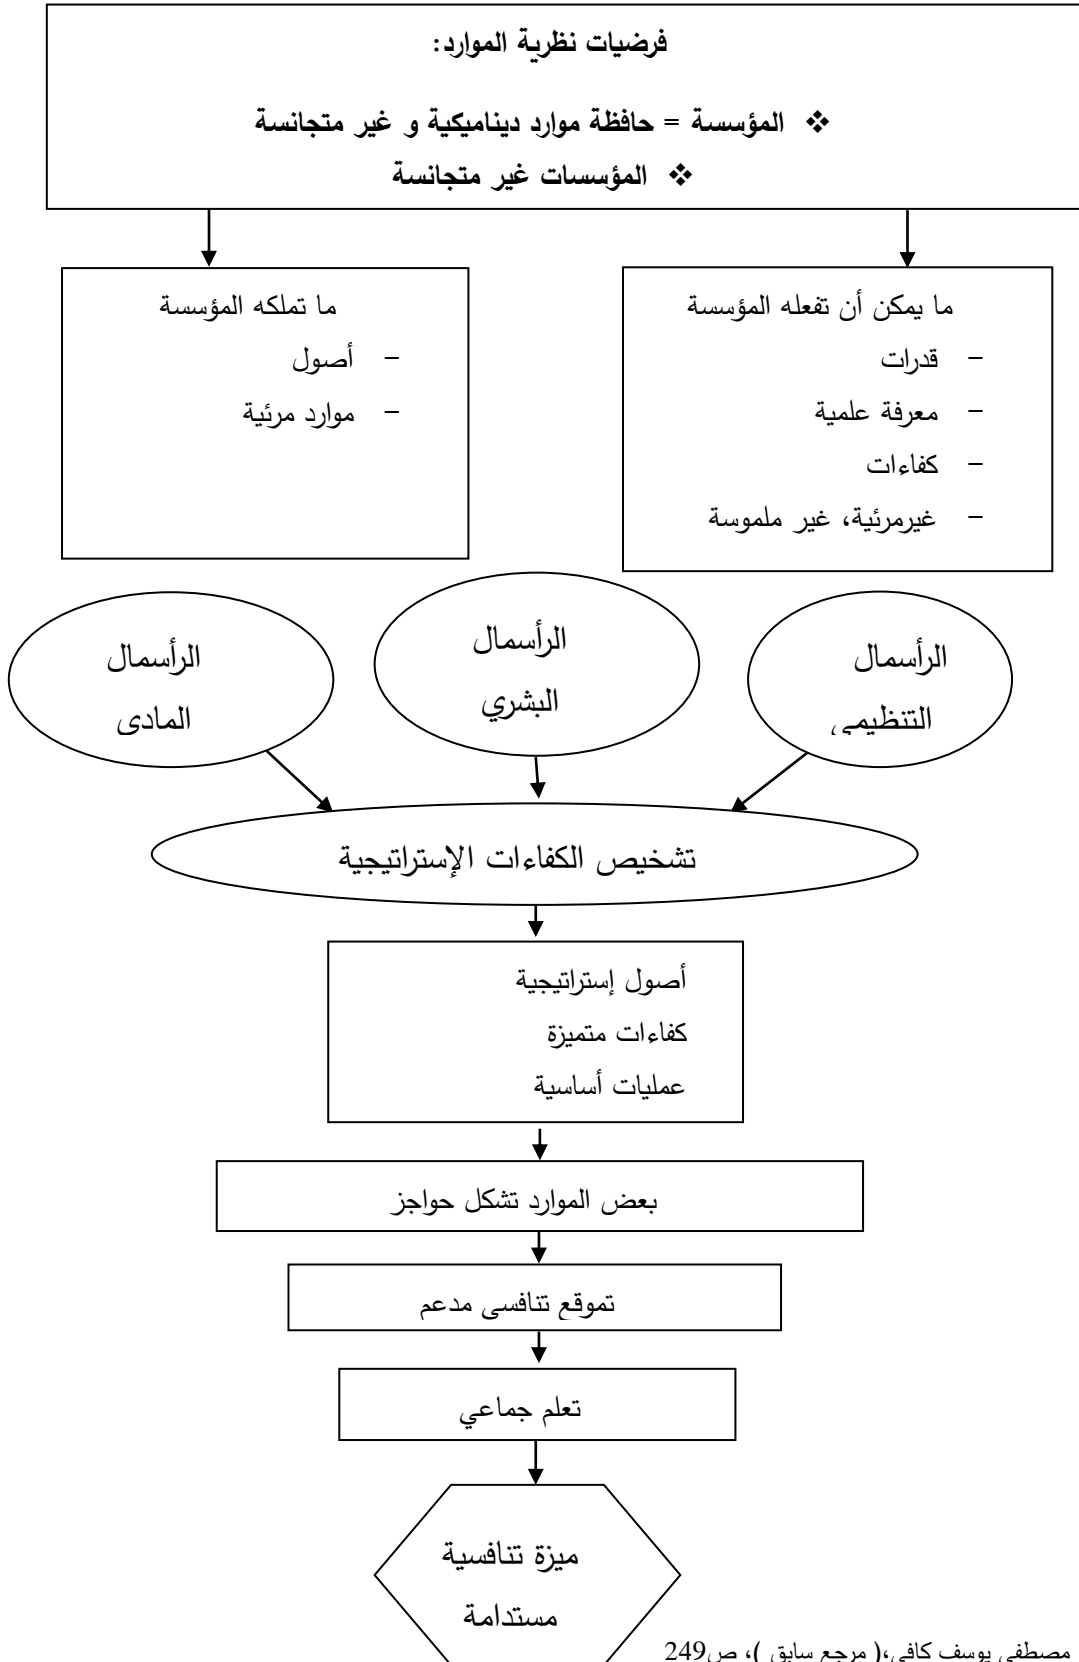 فرضيات نظرية الموارد:
❖ المؤسسة = حافظة موارد ديناميكية و غير متجانسة
❖ المؤسسات غير متجانسة
ما يمكن أن تفعله المؤسسة
- قدرات
- معرفة علمية
- كفاءات
- غيرمرئية، غير ملموسة
ما تملكه المؤسسة
- أصول
- موارد مرئية
الرأسمال
التنظيمي
الرأسمال
البشري
الرأسمال
المادى
تشخيص الكفاءات الإستراتيجية
أصول إستراتيجية
كفاءات متميزة
عمليات أساسية
بعض الموارد تشكل حواجز
تموقع تنافسى مدعم
تعلم جماعي
ميزة تنافسية
مستدامة
مصطفى يوسف كافي،( مرجع سابق )، ص249